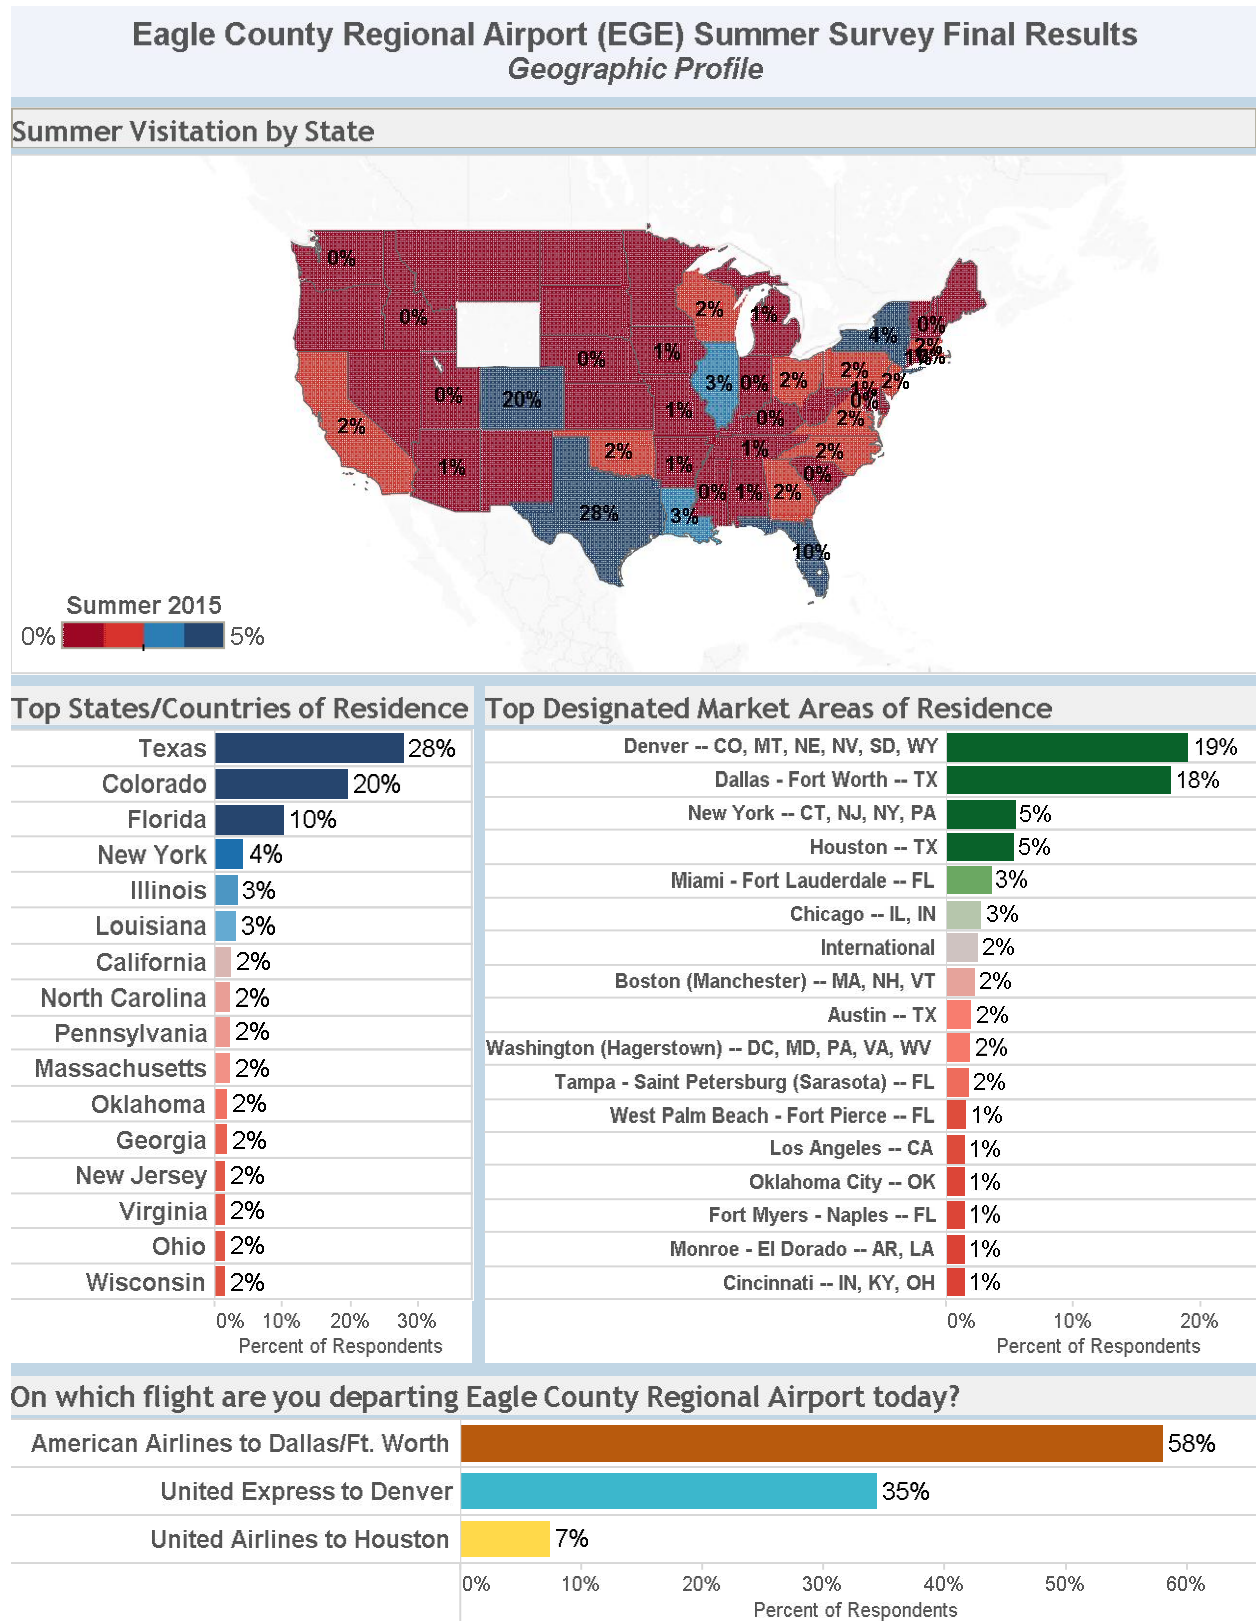 Eagle County Regional Airport (EGE) Summer Survey Final Results
Geographic Profile
Summer Visitation by State
0%
0%
2%
1%
0%
4%
2%
0%
1%
3%
0%
2%
2%
2%
1%
0%
0%
20%
1%
0%
2%
2%
2%
1%
1%
2%
0%
1%
28%
3%
0%
1%
2%
10%
Summer 2015
0% 5%
Top States/Countries of Residence
Texas 28%
Colorado 20%
Florida 10%
New York 4%
Illinois 3%
Louisiana 3%
California 2%
North Carolina 2%
Pennsylvania 2%
Massachusetts 2%
Oklahoma 2%
Georgia 2%
New Jersey 2%
Virginia 2%
Ohio 2%
Wisconsin 2%
0% 10% 20% 30%
Percent of Respondents
Top Designated Market Areas of Residence
Denver -- CO, MT, NE, NV, SD, WY 19%
Dallas - Fort Worth -- TX 18%
New York -- CT, NJ, NY, PA 5%
Houston -- TX 5%
Miami - Fort Lauderdale -- FL 3%
Chicago -- IL, IN 3%
International 2%
Boston (Manchester) -- MA, NH, VT 2%
Austin -- TX 2%
Washington (Hagerstown) -- DC, MD, PA, VA, WV 2%
Tampa - Saint Petersburg (Sarasota) -- FL 2%
West Palm Beach - Fort Pierce -- FL 1%
Los Angeles -- CA 1%
Oklahoma City -- OK 1%
Fort Myers - Naples -- FL 1%
Monroe - El Dorado -- AR, LA 1%
Cincinnati -- IN, KY, OH 1%
0% 10% 20%
Percent of Respondents
On which flight are you departing Eagle County Regional Airport today?
American Airlines to Dallas/Ft. Worth 58%
United Express to Denver 35%
United Airlines to Houston 7%
0% 10% 20% 30% 40% 50% 60%
Percent of Respondents